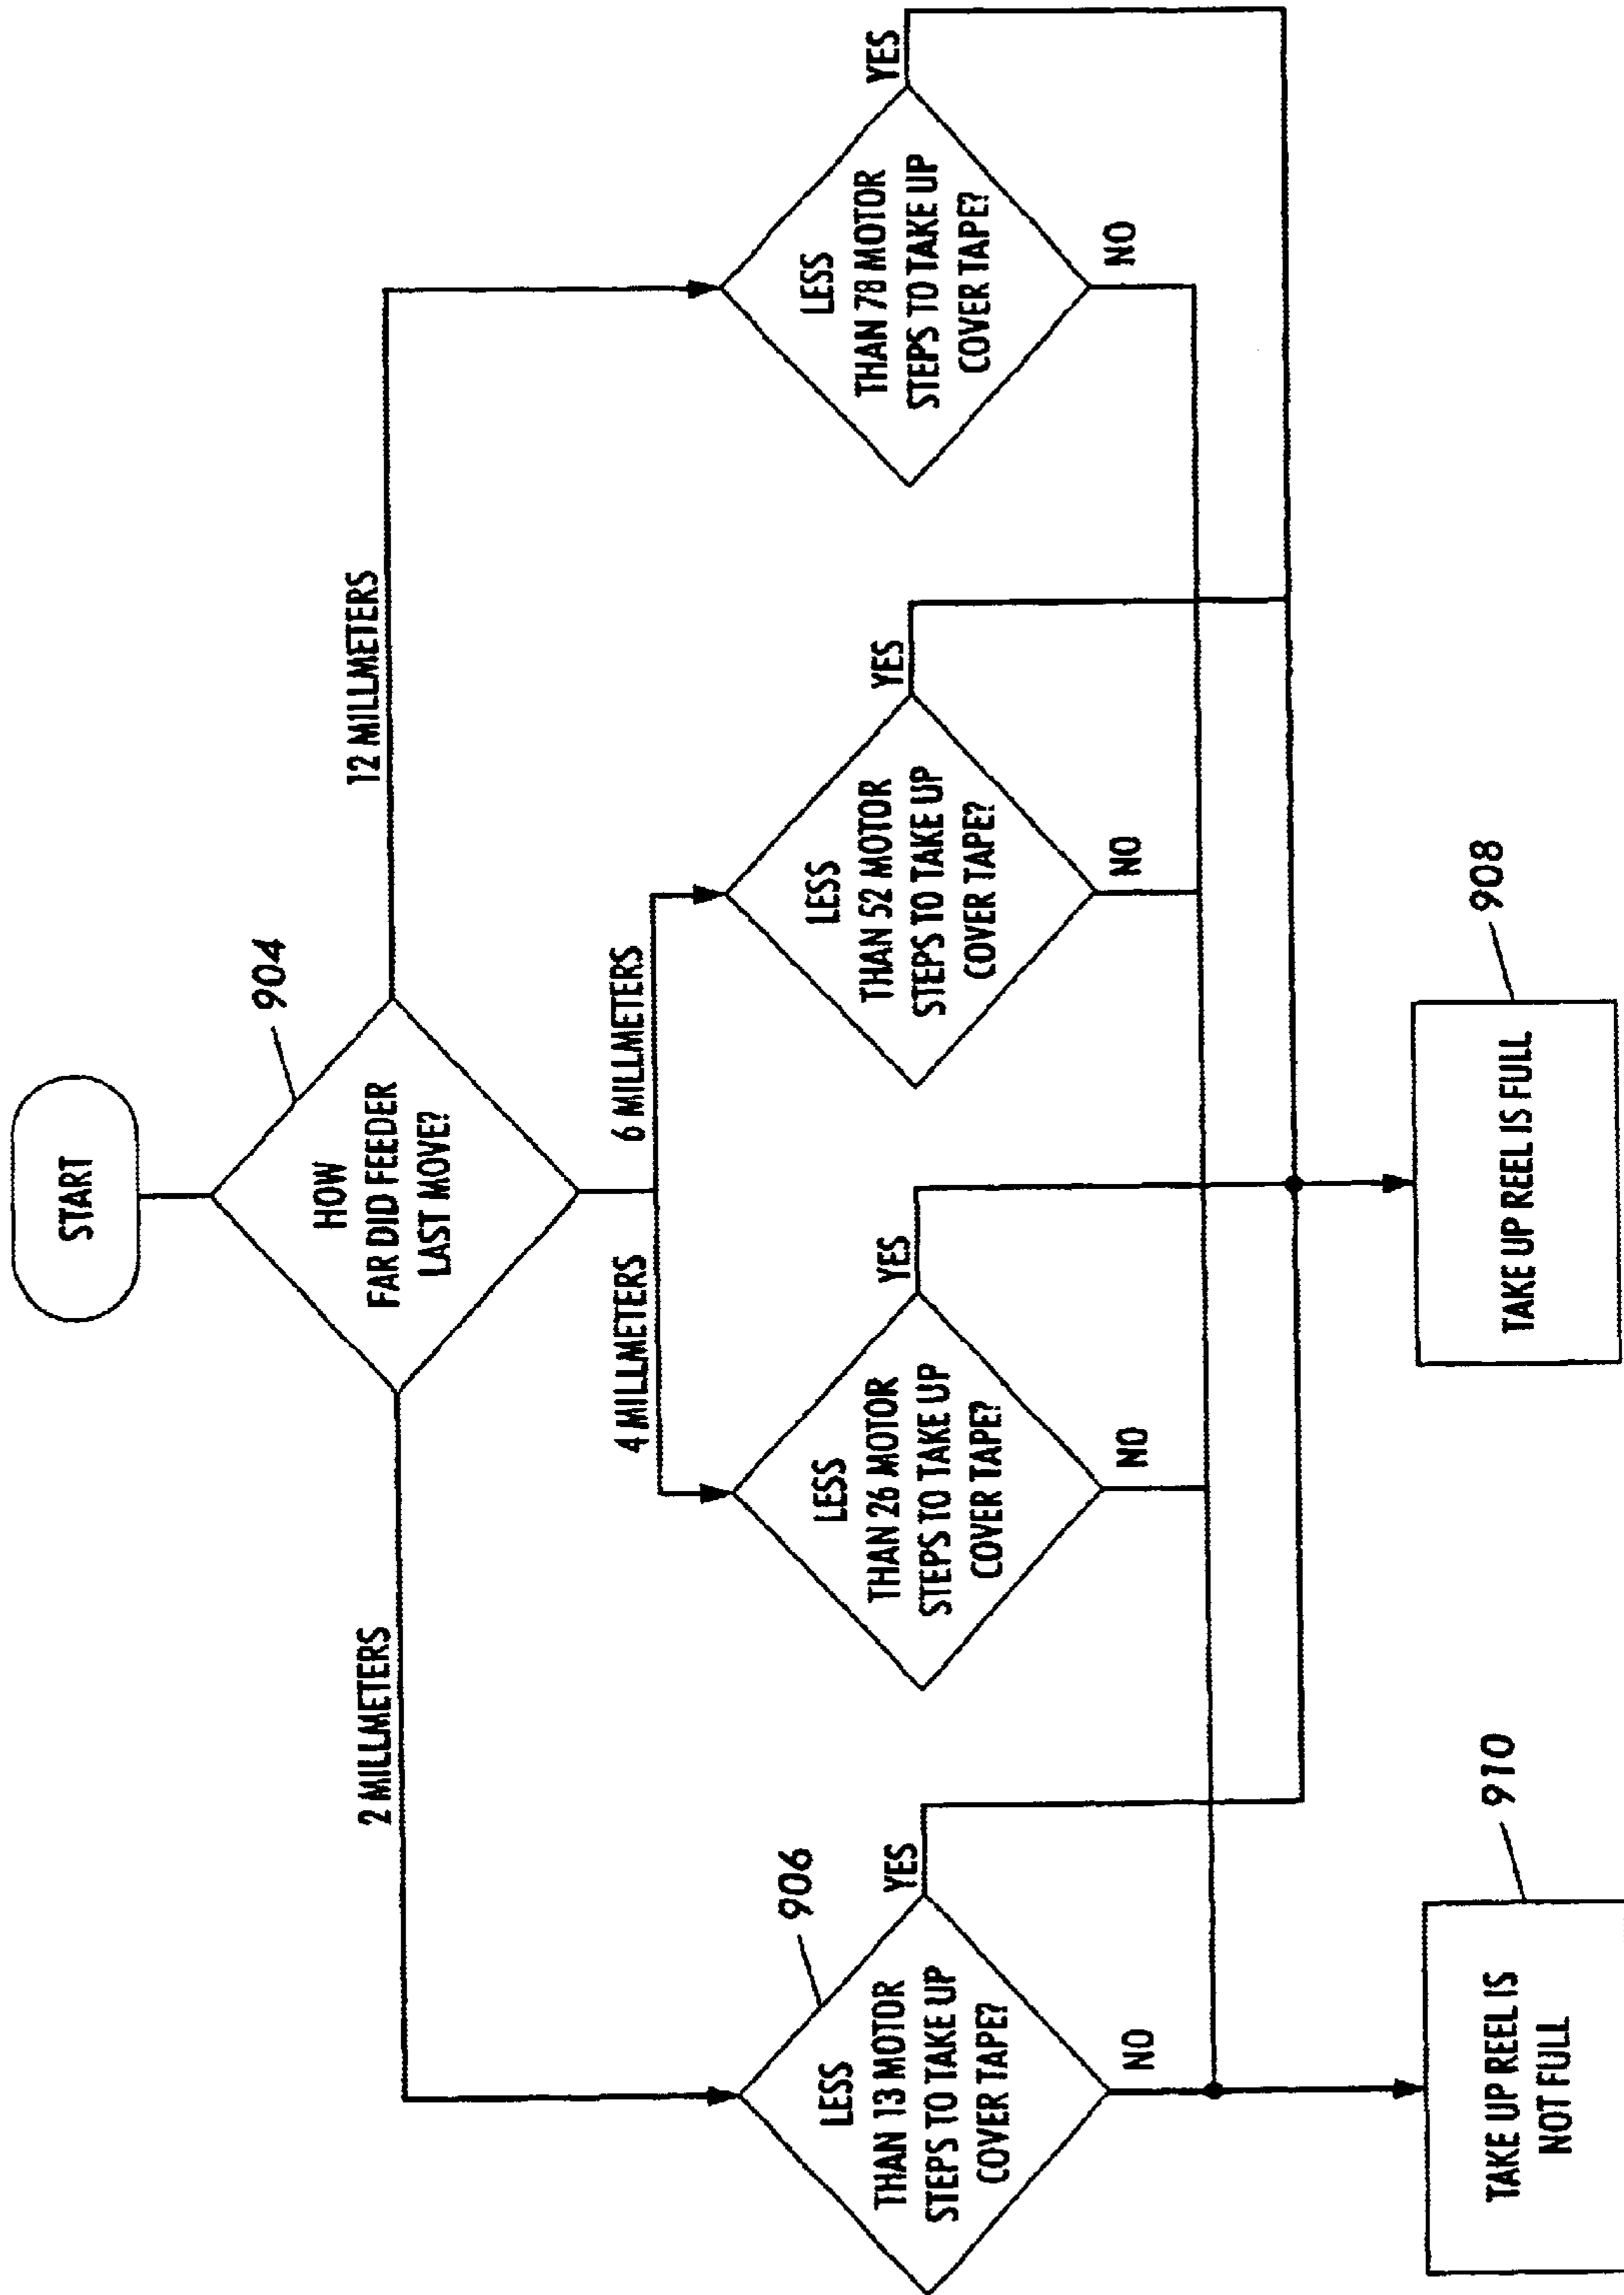 START
904
HOW
FAR DID FEEDER
LAST MOVE?
2 MILLMETERS
12 MILLMETERS
4 MILLMETERS
6 MILLMETERS
906
LESS
THAN 13 MOTOR
STEPS TO TAKE UP
COVER TAPE?
YES
NO
LESS
THAN 26 MOTOR
STEPS TO TAKE UP
COVER TAPE?
YES
NO
LESS
THAN 52 MOTOR
STEPS TO TAKE UP
COVER TAPE?
YES
NO
LESS
THAN 78 MOTOR
STEPS TO TAKE UP
COVER TAPE?
YES
NO
910
TAKE UP REEL IS
NOT FULL
908
TAKE UP REEL IS FULL